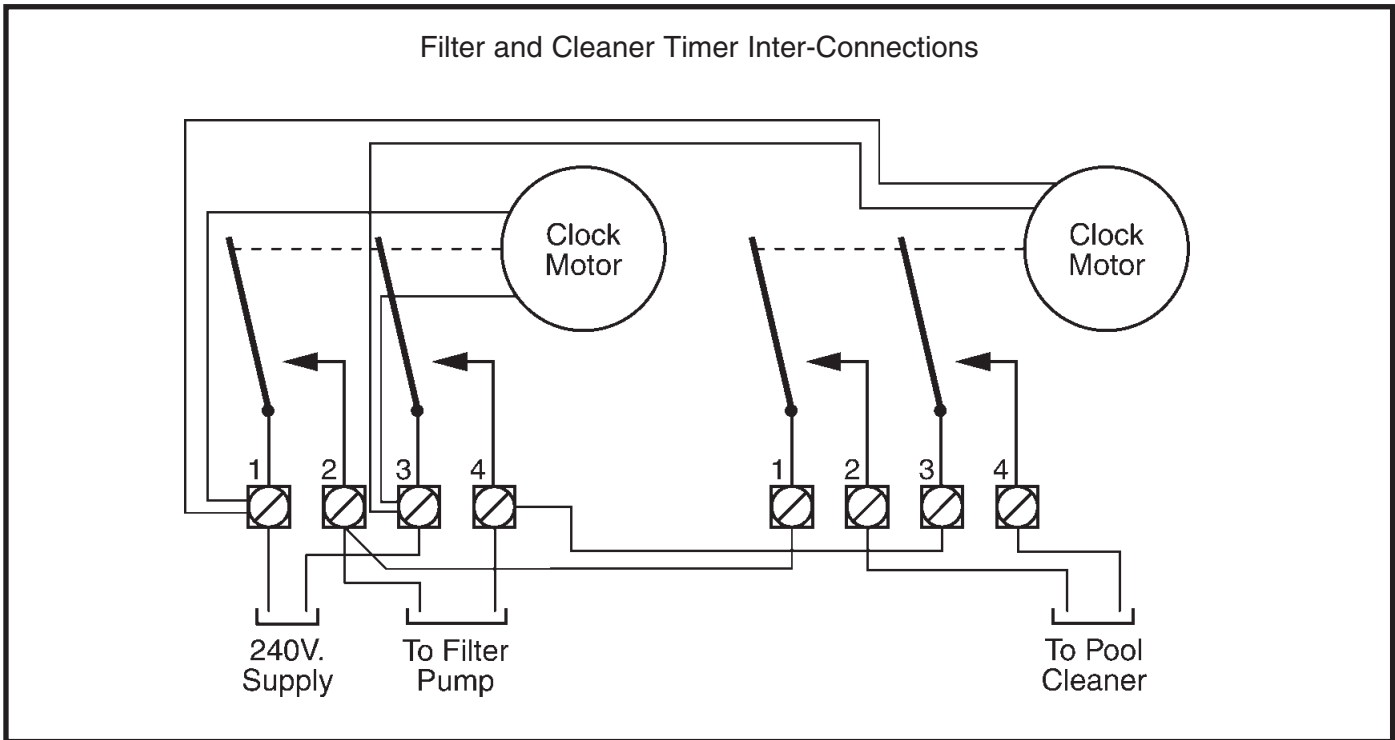 Filter and Cleaner Timer Inter-Connections
Clock
Motor
Clock
Motor
1 2 3 4
1 2 3 4
240V.
Supply
To Filter
Pump
To Pool
Cleaner